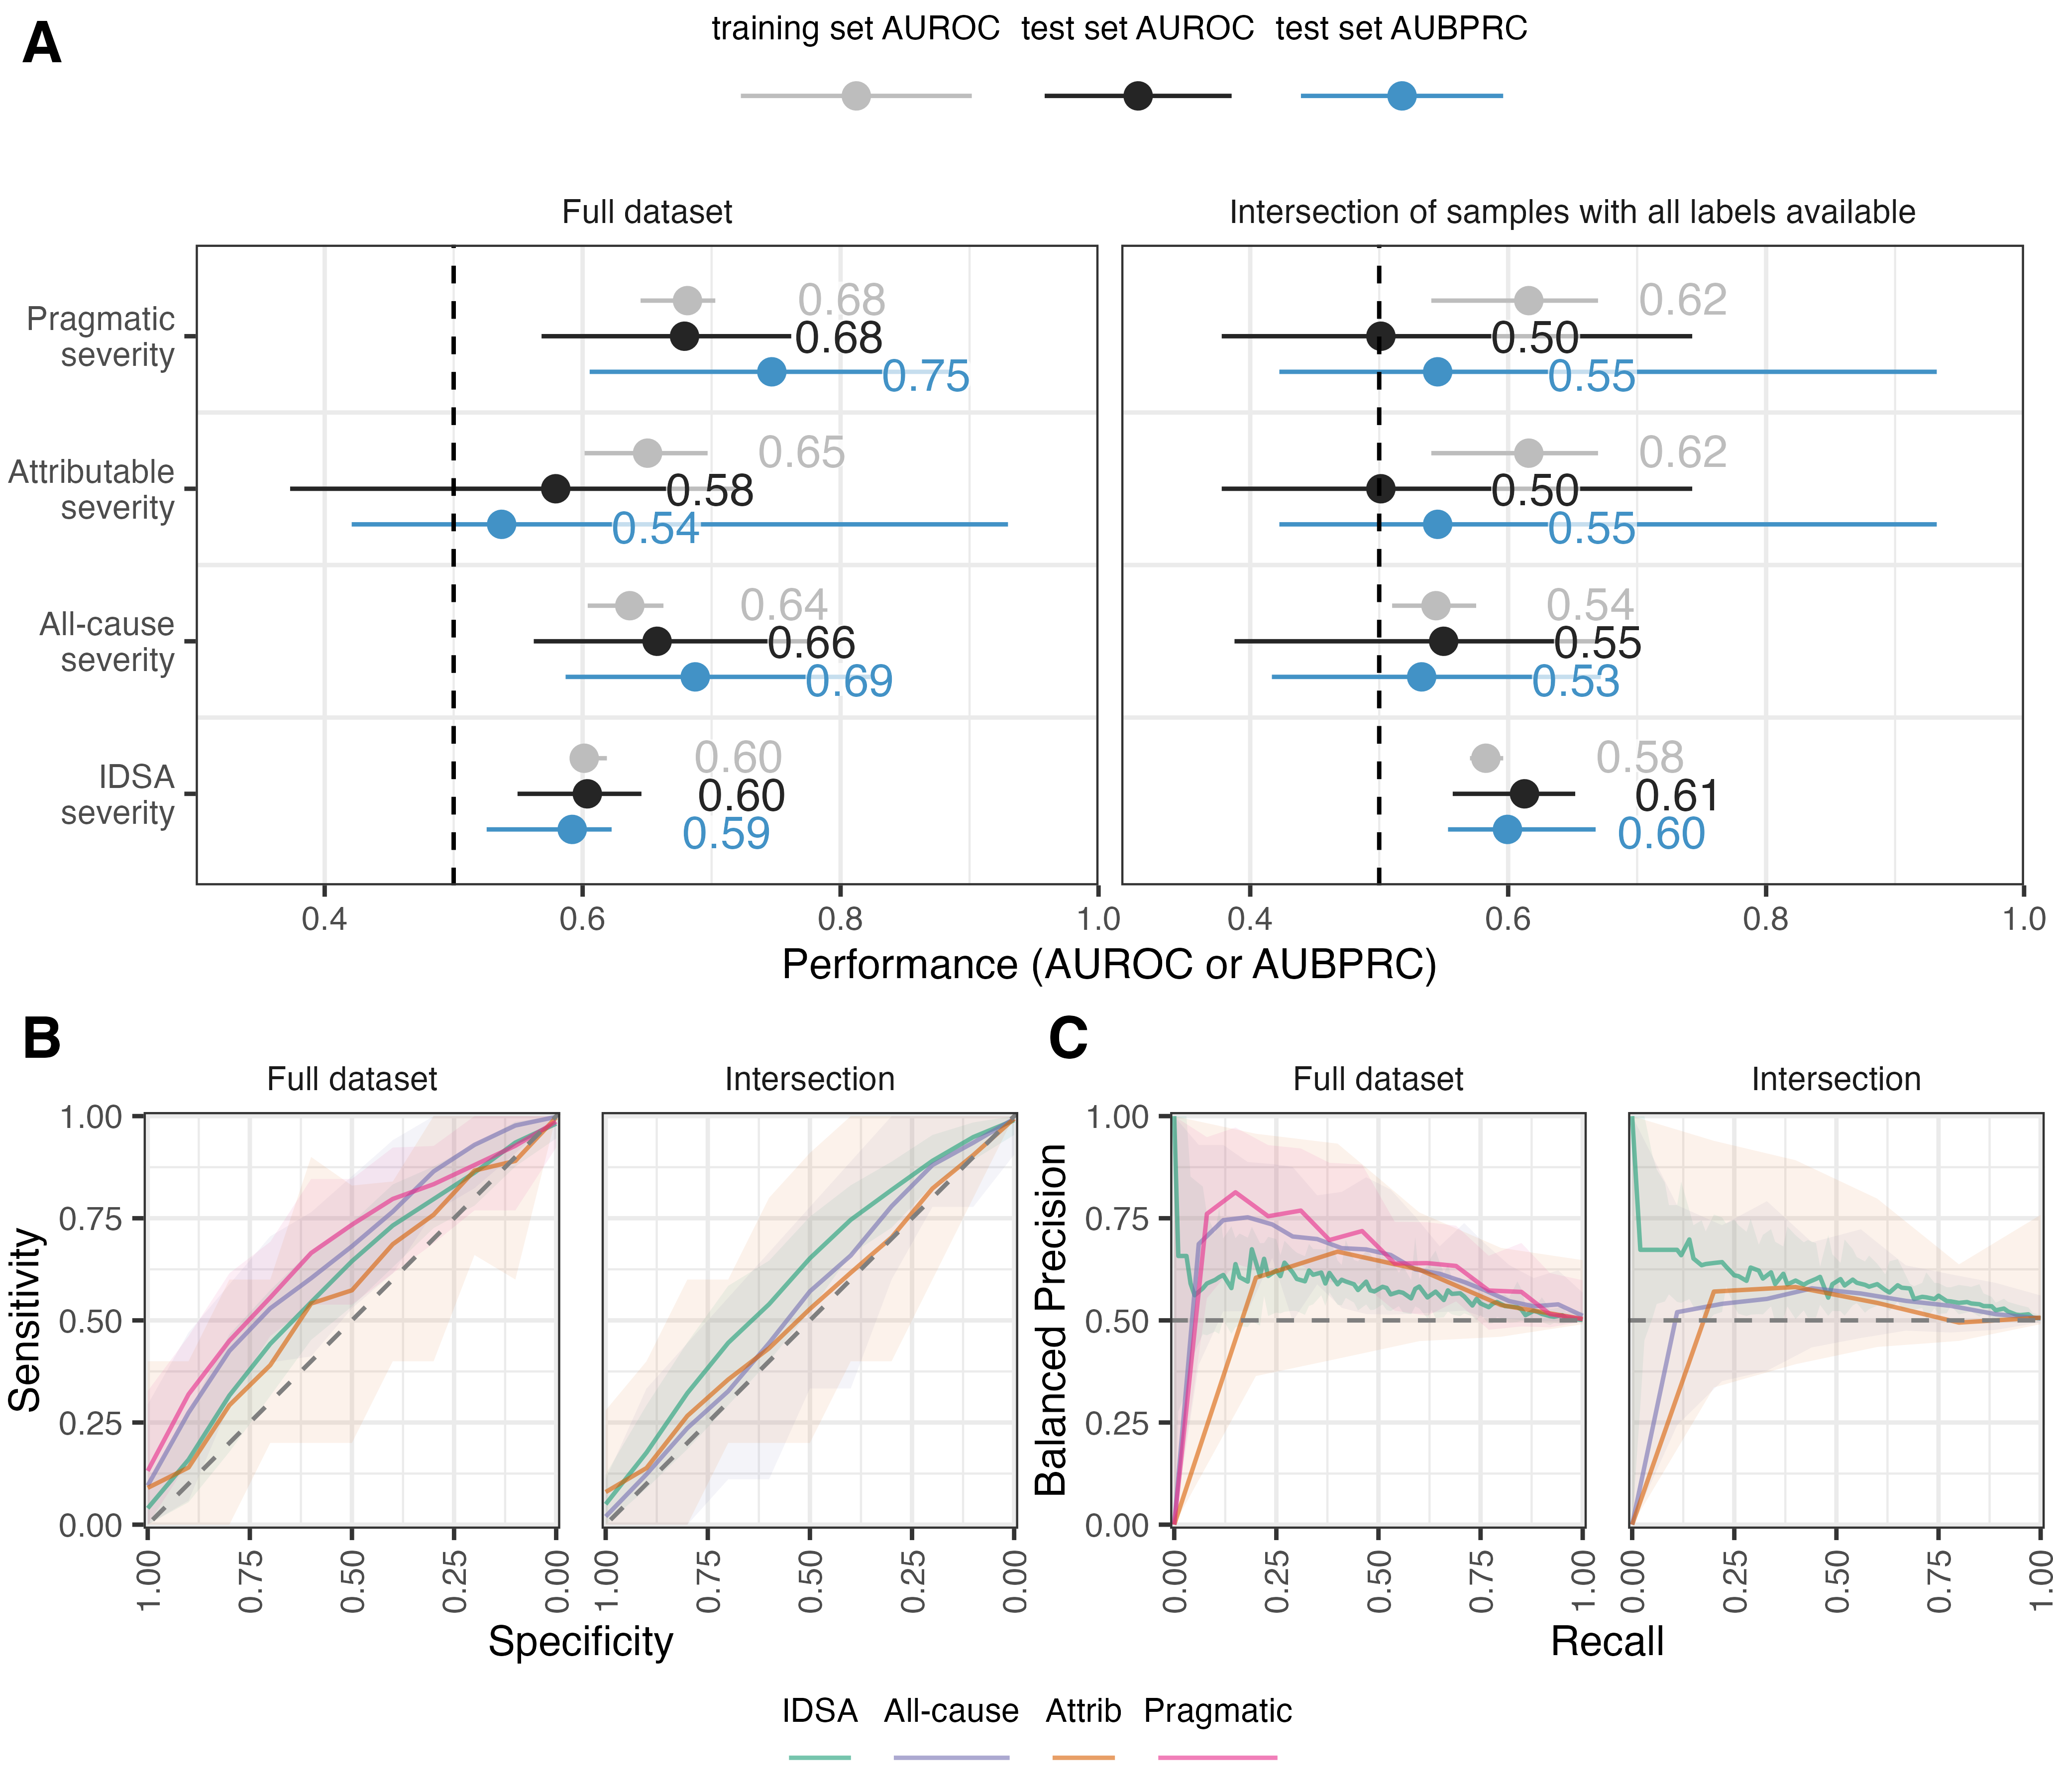 A
training set AUROC test set AUROC test set AUBPRC
Full dataset
Intersection of samples with all labels available
Pragmatic
severity
Attributable
severity
All-cause
severity
IDSA
severity
0.68
0.68
0.75
0.65
0.58
0.54
0.64
0.66
0.69
0.60
0.60
0.59
0.62
0.50
0.55
0.62
0.50
0.55
0.54
0.55
0.53
0.58
0.61
0.60
0.4 0.6 0.8 1.0
0.4 0.6 0.8 1.0
Performance (AUROC or AUBPRC)
B
Full dataset
Intersection
Sensitivity
1.00
0.75
0.50
0.25
0.00
1.00 0.75 0.50 0.25 0.00
1.00 0.75 0.50 0.25 0.00
Specificity
C
Full dataset
Intersection
Balanced Precision
1.00
0.75
0.50
0.25
0.00
0.00 0.25 0.50 0.75 1.00
0.00 0.25 0.50 0.75 1.00
Recall
IDSA All-cause Attrib Pragmatic